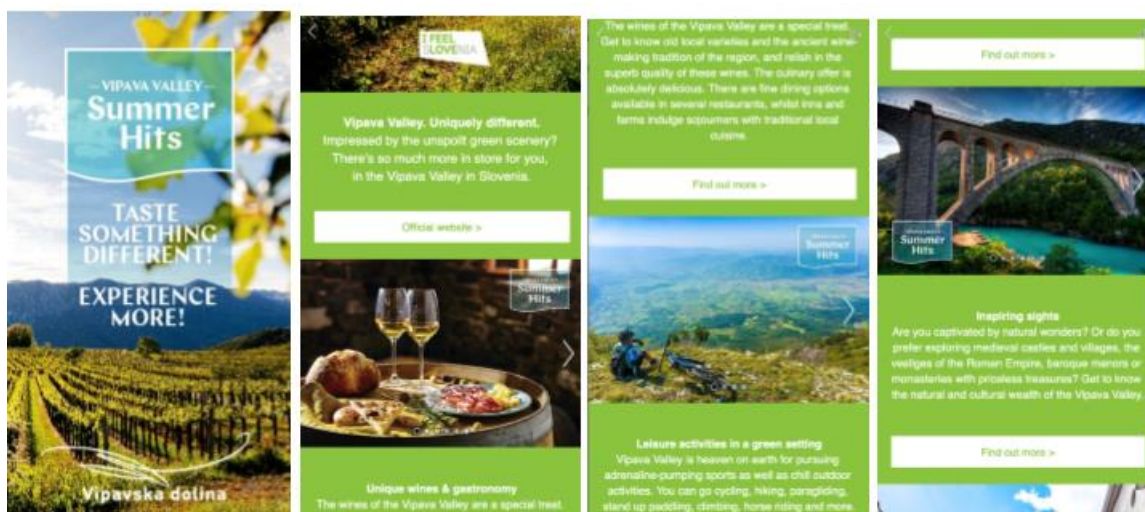 VIPAVA VALLEY
Summer
Hits
TASTE
SOMETHING
DIFFERENT!
EXPERIENCE
MORE!
Vipavska dolina
I FEEL
SLOVENIA
Vipava Valley. Uniquely different.
Impressed by the unspoilt green scenery?
There's so much more in store for you,
in the Vipava Valley in Slovenia.
Official website >
Summer
Hits
Unique wines & gastronomy
The wines of the Vipava Valley are a special treat.
The wines of the Vipava Valley are a special treat.
Get to know old local varieties and the ancient wine-
making tradition of the region, and relish in the
superb quality of these wines. The culinary offer is
absolutely delicious. There are fine dining options
available in several restaurants, whilst inns and
farms indulge sojourners with traditional local
cuisine.
Find out more >
Summer
Hits
Leisure activities in a green setting
Vipava Valley is heaven on earth for pursuing
adrenaline-pumping sports as well as chill outdoor
activities. You can go cycling, hiking, paragliding,
stand up paddling, climbing, horse riding and more.
Find out more >
Summer
Hits
Inspiring sights
Are you captivated by natural wonders? Or do you
prefer exploring medieval castles and villages, the
vestiges of the Roman Empire, baroque manors or
monasteries with priceless treasures? Get to know
the natural and cultural wealth of the Vipava Valley.
Find out more >